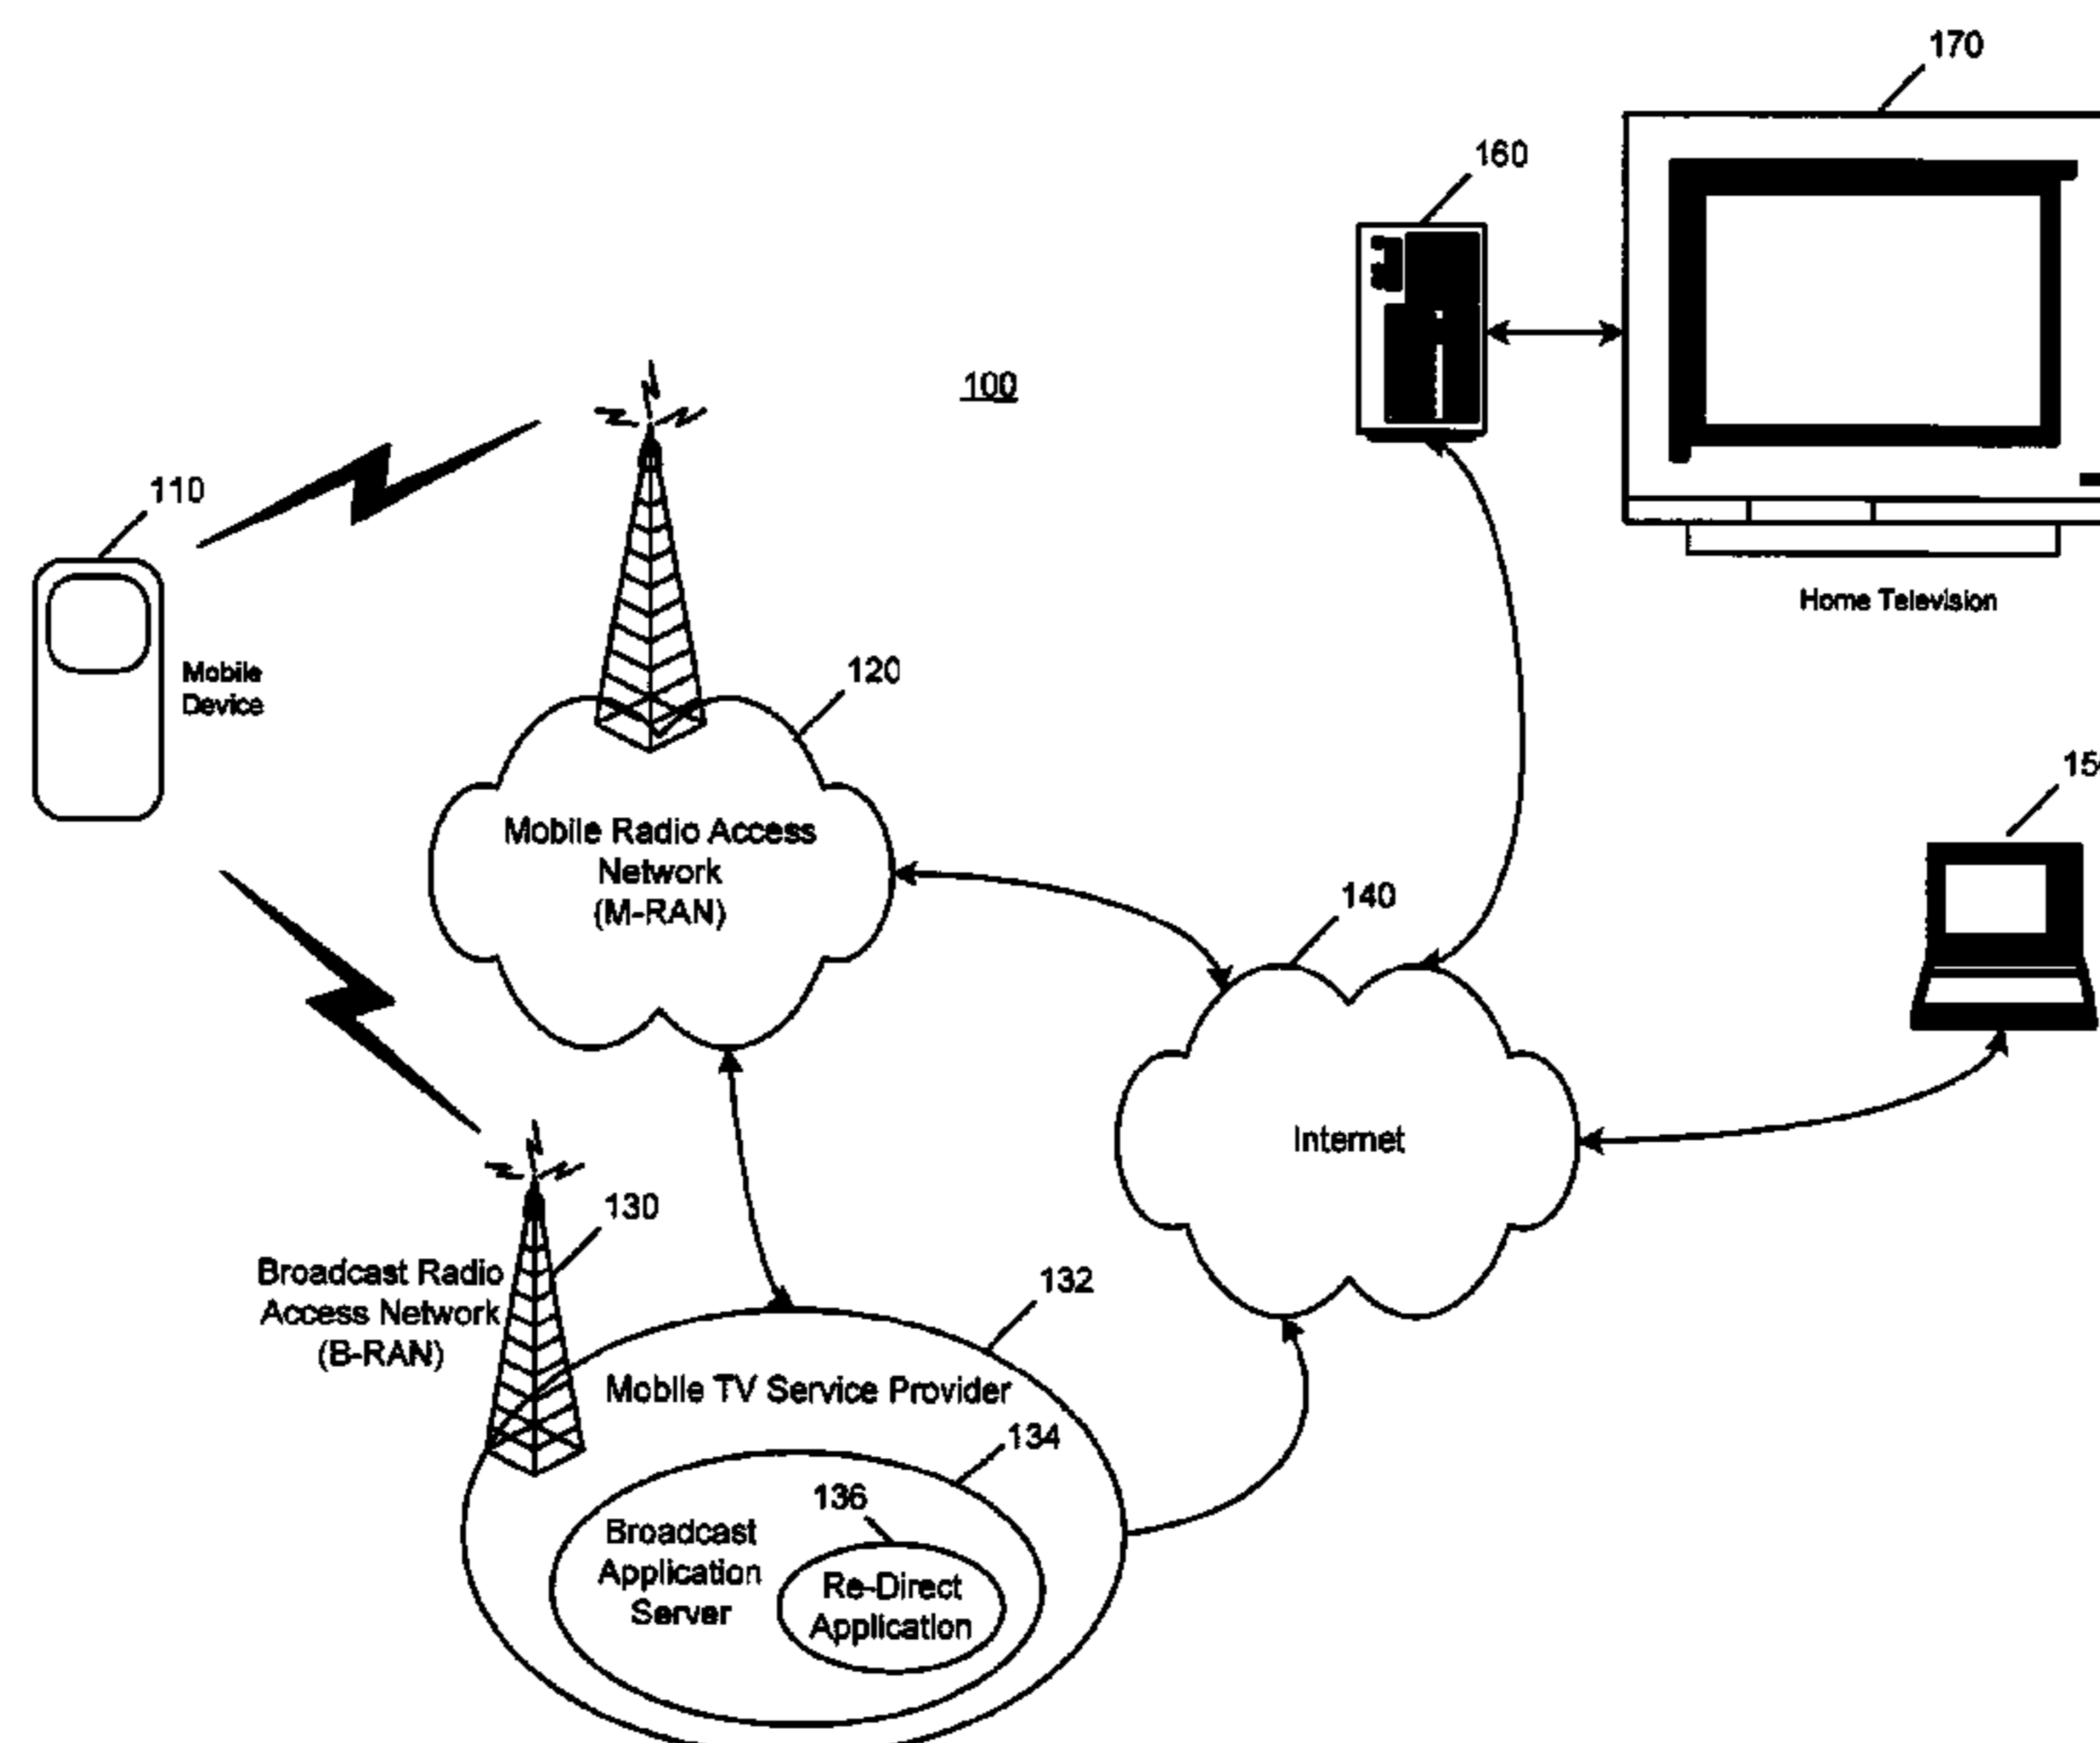 170
160
100
110
Home Television
120
Mobile
Device
Mobile Radio Access
Network
(M-RAN)
140
Internet
130
Broadcast Radio
Access Network
(B-RAN)
132
Mobile TV Service Provider
134
136
Broadcast
Application
Server
Re-Direct
Application